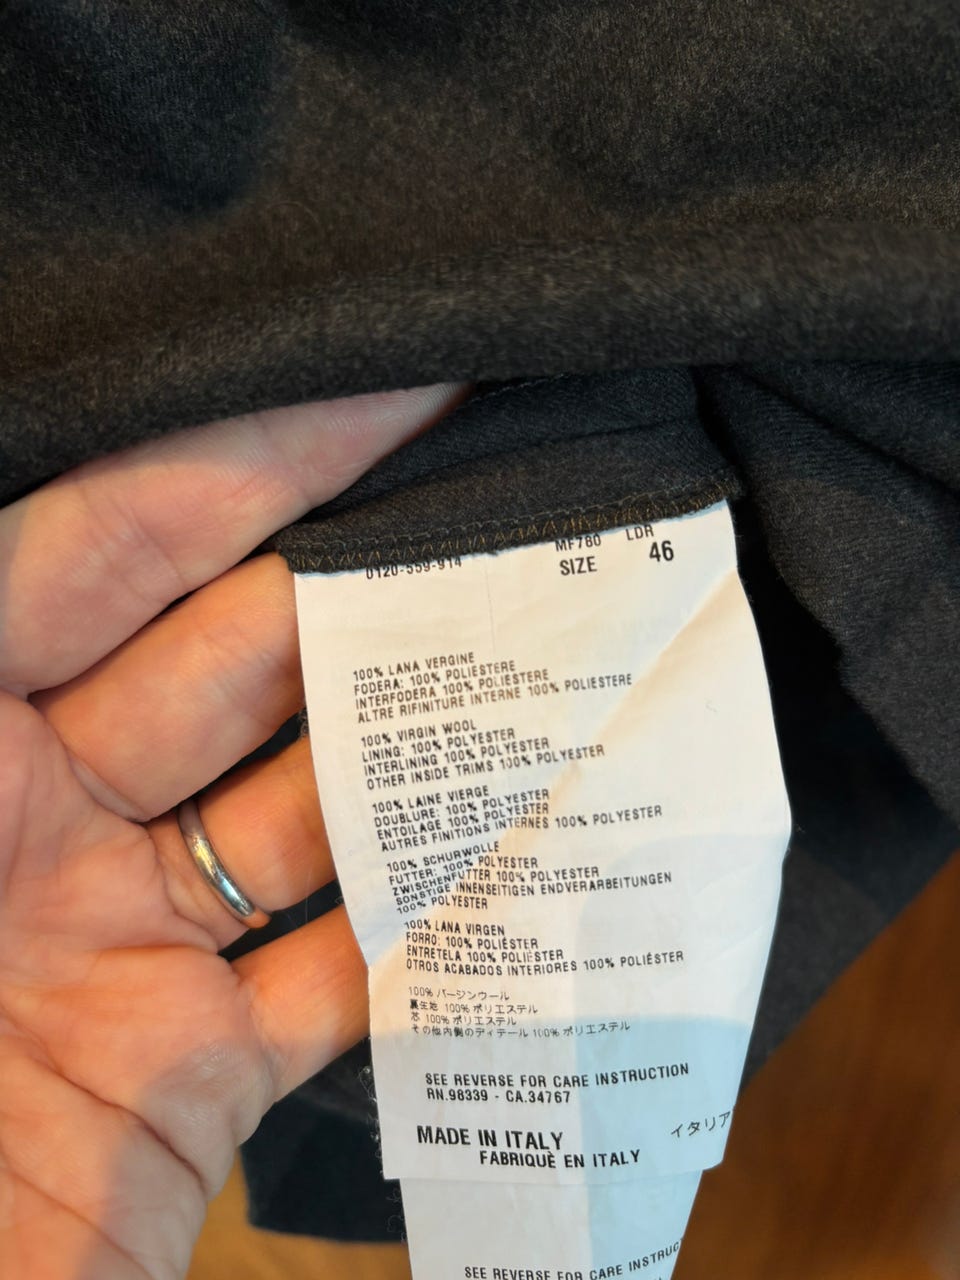 0120-559-914
MF760 LDR
SIZE 46
100% LANA VERGINE
FODERA: 100% POLIESTERE
INTERFODERA 100% POLIESTERE
ALTRE RIFINITURE INTERNE 100% POLIESTERE
100% VIRGIN WOOL
LINING: 100% POLYESTER
INTERLINING 100% POLYESTER
OTHER INSIDE TRIMS 100% POLYESTER
100% LAINE VIERGE
DOUBLURE: 100% POLYESTER
ENTOILAGE 100% POLYESTER
AUTRES FINITIONS INTERNES 100% POLYESTER
100% SCHURWOLLE
FUTTER: 100% POLYESTER
ZWISCHENFUTTER 100% POLYESTER
SONSTIGE INNENSEITIGEN ENDVERARBEITUNGEN
100% POLYESTER
100% LANA VIRGEN
FORRO: 100% POLIÉSTER
ENTRETELA 100% POLIÉSTER
OTROS ACABADOS INTERIORES 100% POLIÉSTER
100% バージンウール
裏生地 100% ポリエステル
芯 100% ポリエステル
その他内側のディテール 100% ポリエステル
SEE REVERSE FOR CARE INSTRUCTION
RN.98339 - CA.34767
MADE IN ITALY イタリア
FABRIQUÈ EN ITALY
SEE REVERSE FOR CARE INSTRUC